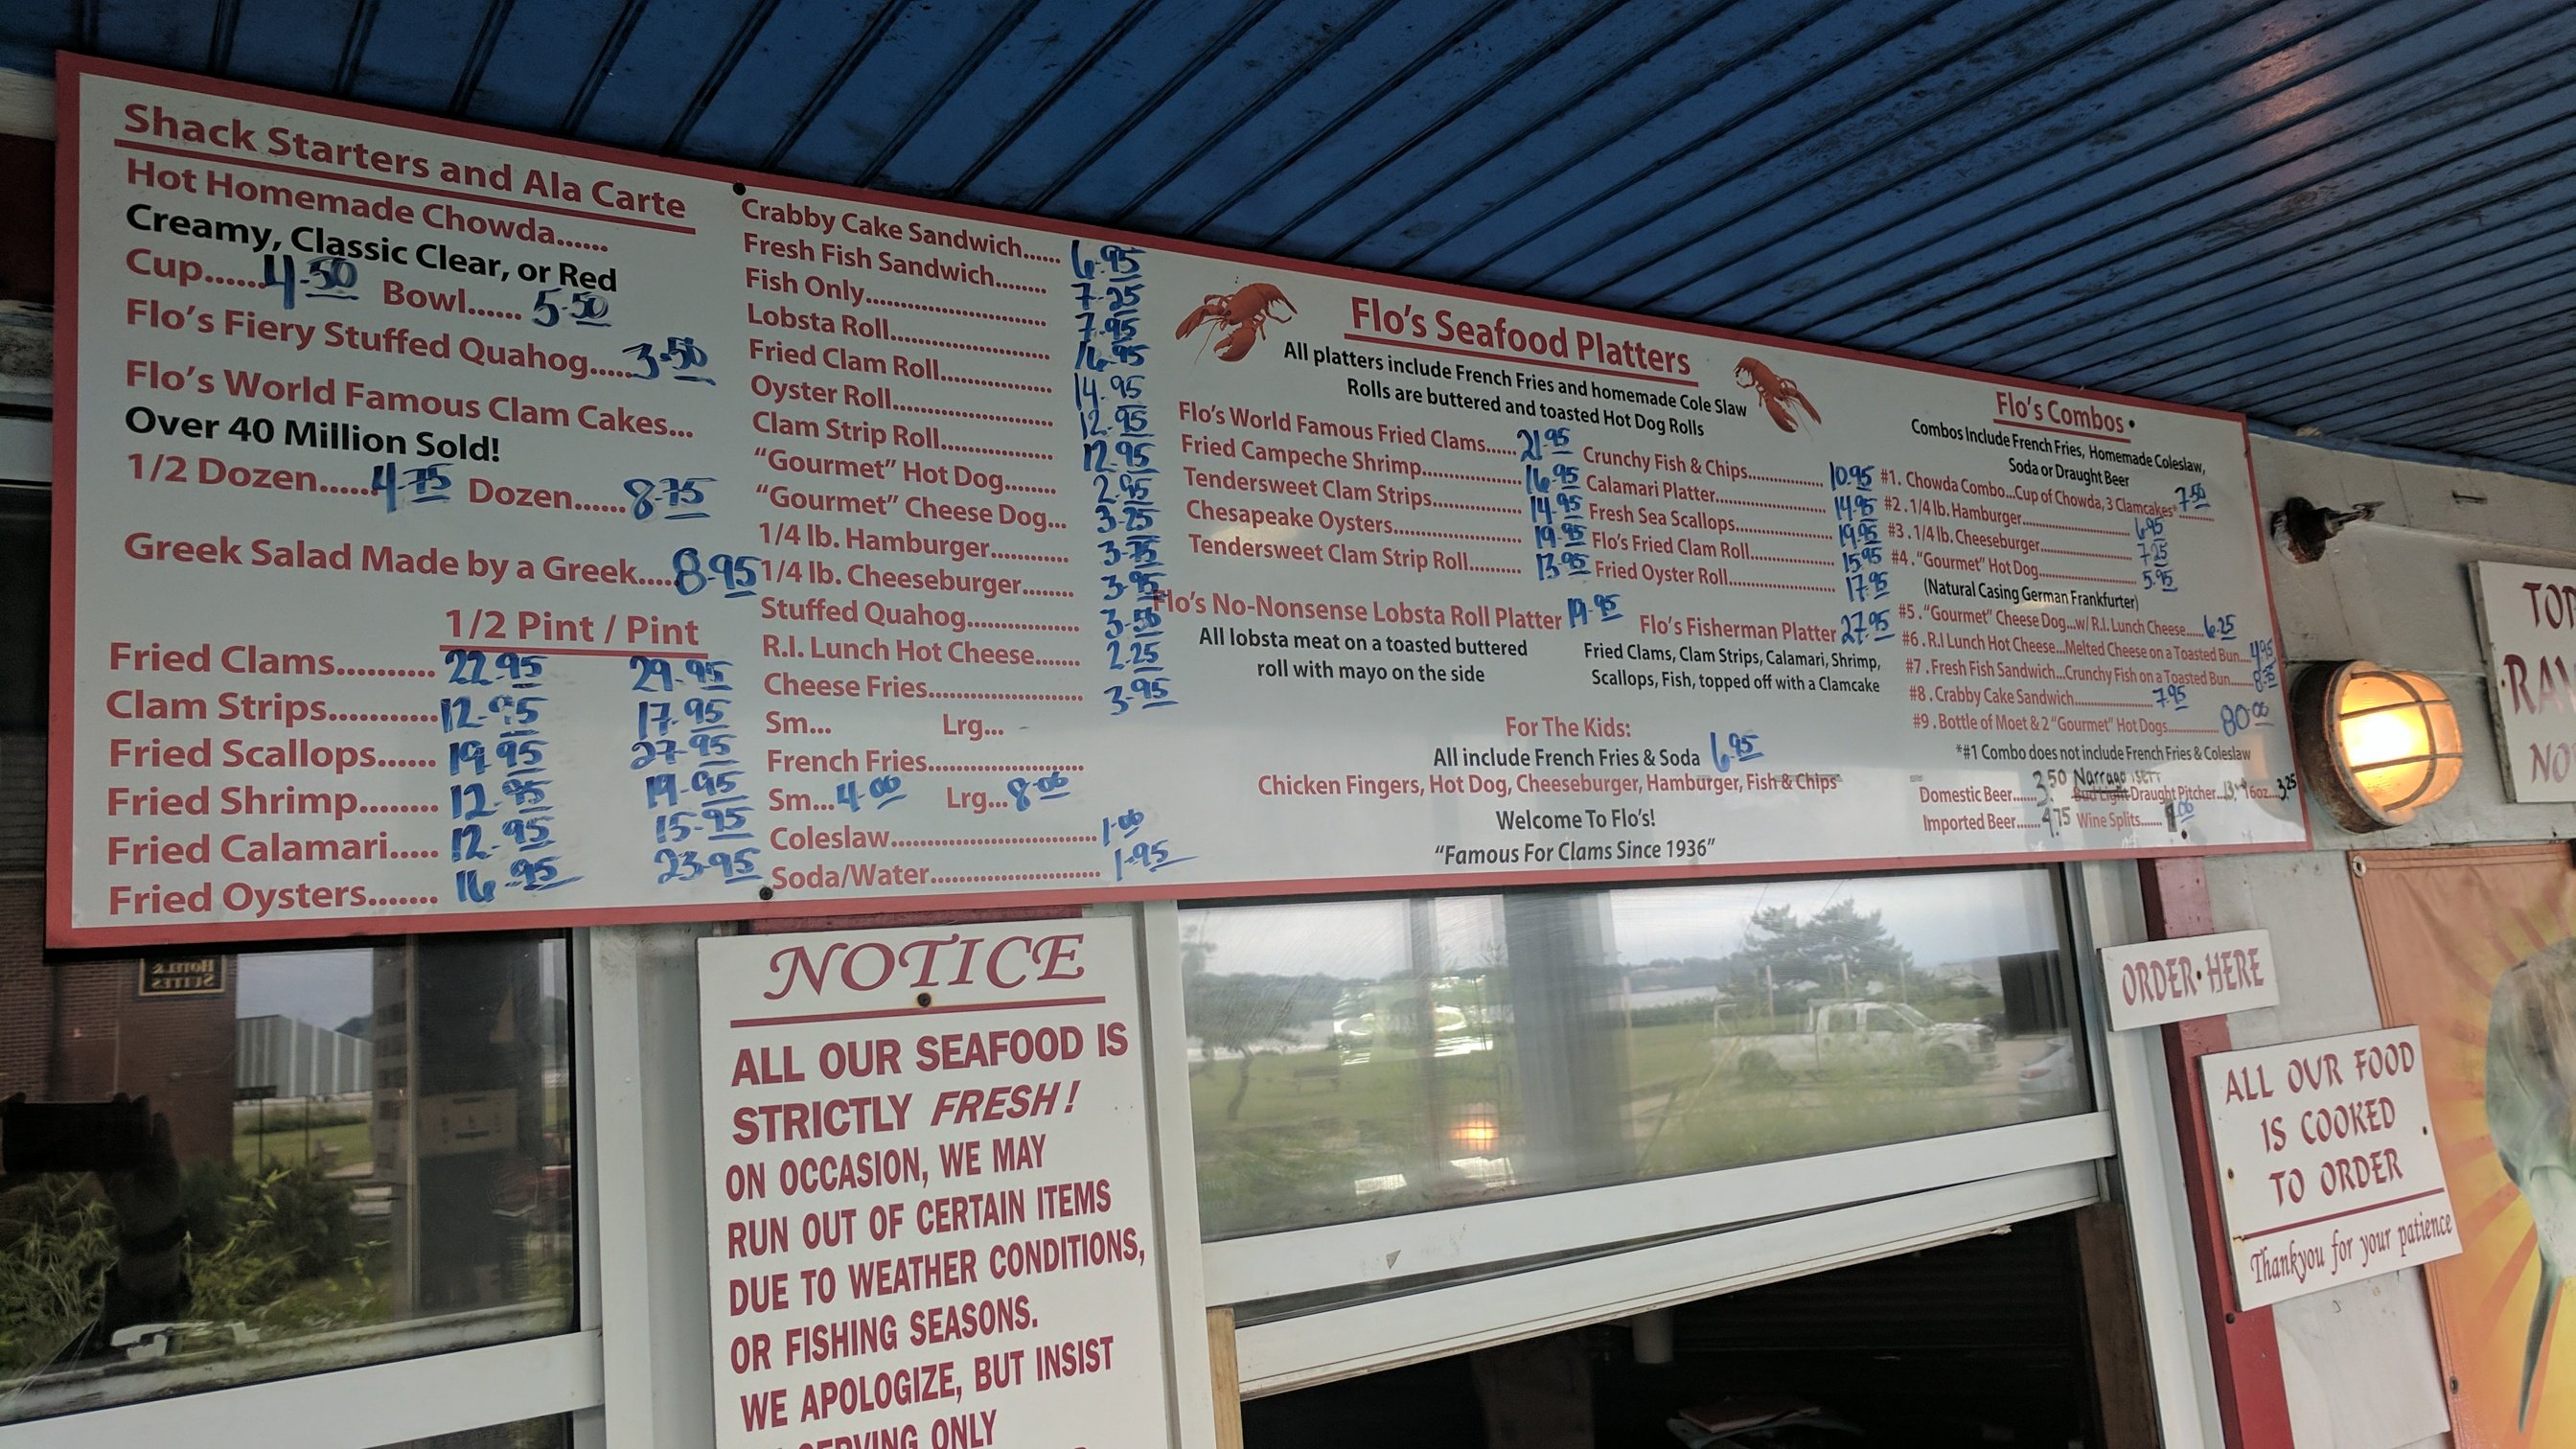 Shack Starters and Ala Carte
Hot Homemade Chowda......
Creamy, Classic Clear, or Red
Cup......4.50 Bowl...... 5.50
Flo's Fiery Stuffed Quahog.....3.50
Flo's World Famous Clam Cakes...
Over 40 Million Sold!
1/2 Dozen......4.75 Dozen......8.75
Greek Salad Made by a Greek.....8.95
1/2 Pint / Pint
Fried Clams.......... 22.95 29.95
Clam Strips...........12.95 17.95
Fried Scallops...... 19.95 27.95
Fried Shrimp........ 12.95 19.95
Fried Calamari..... 12.95 15.95
Fried Oysters....... 16.95 23.95
Crabby Cake Sandwich...... 6.95
Fresh Fish Sandwich........ 7.25
Fish Only............................ 7.95
Lobsta Roll......................... 16.95
Fried Clam Roll................. 14.95
Oyster Roll......................... 12.95
Clam Strip Roll.................. 12.95
"Gourmet" Hot Dog........ 2.95
"Gourmet" Cheese Dog... 3.25
1/4 lb. Hamburger............ 3.75
1/4 lb. Cheeseburger........ 3.95
Stuffed Quahog................. 3.50
R.I. Lunch Hot Cheese....... 2.25
Cheese Fries....................... 3.95
Sm... Lrg...
French Fries.......................
Sm...4.00 Lrg...8.00
Coleslaw............................... 1.00
Soda/Water......................... 1.95
Flo's Seafood Platters
All platters include French Fries and homemade Cole Slaw
Rolls are buttered and toasted Hot Dog Rolls
Flo's World Famous Fried Clams...... 21.95
Fried Campeche Shrimp.................. 16.95
Tendersweet Clam Strips................ 14.95
Chesapeake Oysters....................... 19.95
Tendersweet Clam Strip Roll.......... 13.95
Crunchy Fish & Chips............... 10.95
Calamari Platter...................... 14.95
Fresh Sea Scallops................... 19.95
Flo's Fried Clam Roll................ 15.95
Fried Oyster Roll..................... 17.95
Flo's No-Nonsense Lobsta Roll Platter 19.95
All lobsta meat on a toasted buttered
roll with mayo on the side
Flo's Fisherman Platter 27.95
Fried Clams, Clam Strips, Calamari, Shrimp,
Scallops, Fish, topped off with a Clamcake
For The Kids:
All include French Fries & Soda 6.95
Chicken Fingers, Hot Dog, Cheeseburger, Hamburger, Fish & Chips
Welcome To Flo's!
"Famous For Clams Since 1936"
Flo's Combos •
Combos Include French Fries, Homemade Coleslaw,
Soda or Draught Beer
#1. Chowda Combo...Cup of Chowda, 3 Clamcakes* 7.50
#2. 1/4 lb. Hamburger........................ 6.95
#3. 1/4 lb. Cheeseburger.................... 7.25
#4. "Gourmet" Hot Dog...................... 5.95
(Natural Casing German Frankfurter)
#5. "Gourmet" Cheese Dog...w/ R.I. Lunch Cheese..... 6.25
#6. R.I Lunch Hot Cheese...Melted Cheese on a Toasted Bun.... 4.95
#7. Fresh Fish Sandwich...Crunchy Fish on a Toasted Bun.......
#8. Crabby Cake Sandwich.................... 7.95
#9. Bottle of Moet & 2 "Gourmet" Hot Dogs............ 80.00
*#1 Combo does not include French Fries & Coleslaw
Narragansett
Domestic Beer...... 3.50 Bud Light Draught Pitcher... 16oz... 3.25
Imported Beer...... 4.75 Wine Splits......
NOTICE
ALL OUR SEAFOOD IS
STRICTLY FRESH!
ON OCCASION, WE MAY
RUN OUT OF CERTAIN ITEMS
DUE TO WEATHER CONDITIONS,
OR FISHING SEASONS.
WE APOLOGIZE, BUT INSIST
SERVING ONLY
ORDER•HERE
ALL OUR FOOD
IS COOKED
TO ORDER
Thankyou for your patience
HOTEL &
SUITES